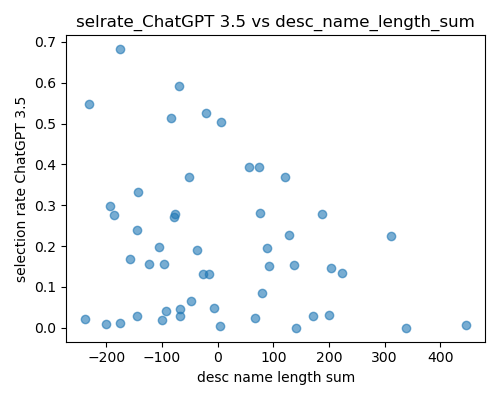 selrate_ChatGPT 3.5 vs desc_name_length_sum
0.7
0.6
0.5
0.4
0.3
0.2
0.1
0.0
selection rate ChatGPT 3.5
−200 −100 0 100 200 300 400
desc name length sum